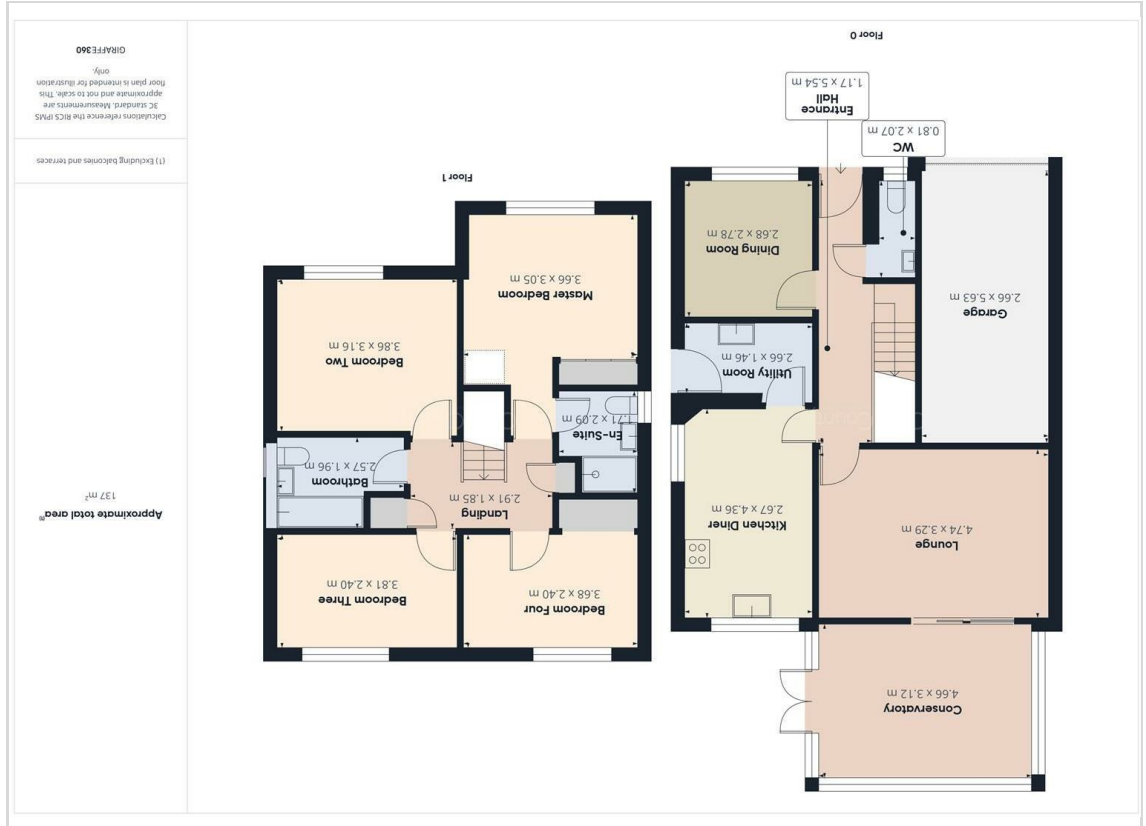 Conservatory
4.66 x 3.12 m
Lounge
4.74 x 3.29 m
Kitchen Diner
2.67 x 4.36 m
Garage
2.66 x 5.63 m
Utility Room
2.66 x 1.46 m
Dining Room
2.68 x 2.78 m
WC
0.81 x 2.07 m
Entrance
Hall
1.17 x 5.54 m
Floor 0
Bedroom Four
3.68 x 2.40 m
Bedroom Three
3.81 x 2.40 m
Landing
2.91 x 1.85 m
En-Suite
1.71 x 2.09 m
Bathroom
2.57 x 1.96 m
Master Bedroom
3.66 x 3.05 m
Bedroom Two
3.86 x 3.16 m
Floor 1
Approximate total area⁽¹⁾
137 m²
(1) Excluding balconies and terraces
Calculations reference the RICS IPMS
3C standard. Measurements are
approximate and not to scale. This
floor plan is intended for illustration
only.
GIRAFFE360